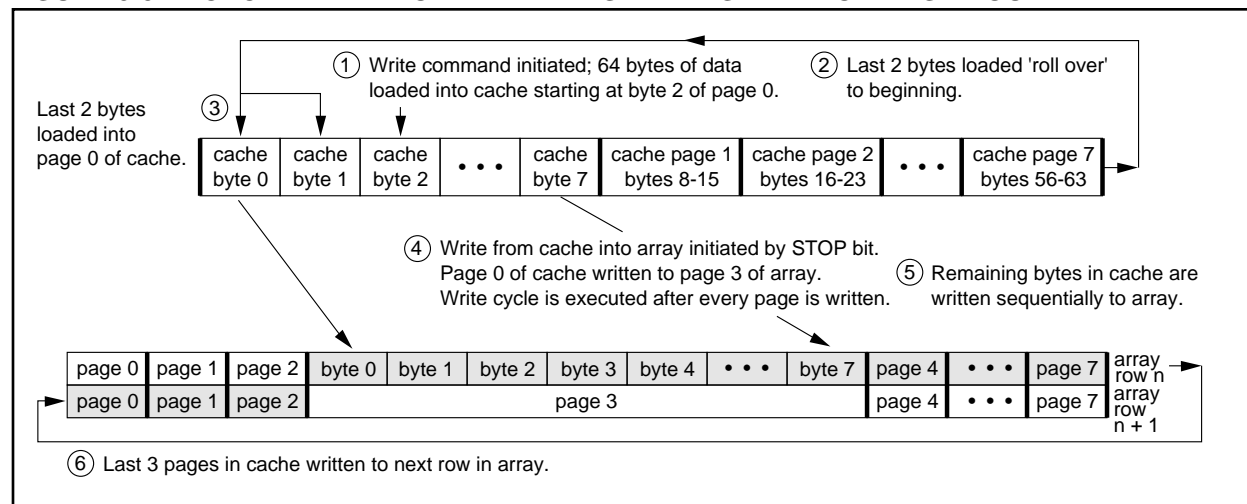 ① Write command initiated; 64 bytes of data
loaded into cache starting at byte 2 of page 0.
② Last 2 bytes loaded 'roll over'
to beginning.
Last 2 bytes
loaded into
page 0 of cache.
③
cache byte 0
cache byte 1
cache byte 2
• • •
cache byte 7
cache page 1 bytes 8-15
cache page 2 bytes 16-23
• • •
cache page 7 bytes 56-63
④ Write from cache into array initiated by STOP bit.
Page 0 of cache written to page 3 of array.
Write cycle is executed after every page is written.
⑤ Remaining bytes in cache are
written sequentially to array.
page 0 page 1 page 2 byte 0 byte 1 byte 2 byte 3 byte 4 • • • byte 7 page 4 • • • page 7 array row n
page 0 page 1 page 2 page 3 page 4 • • • page 7 array row n + 1
⑥ Last 3 pages in cache written to next row in array.